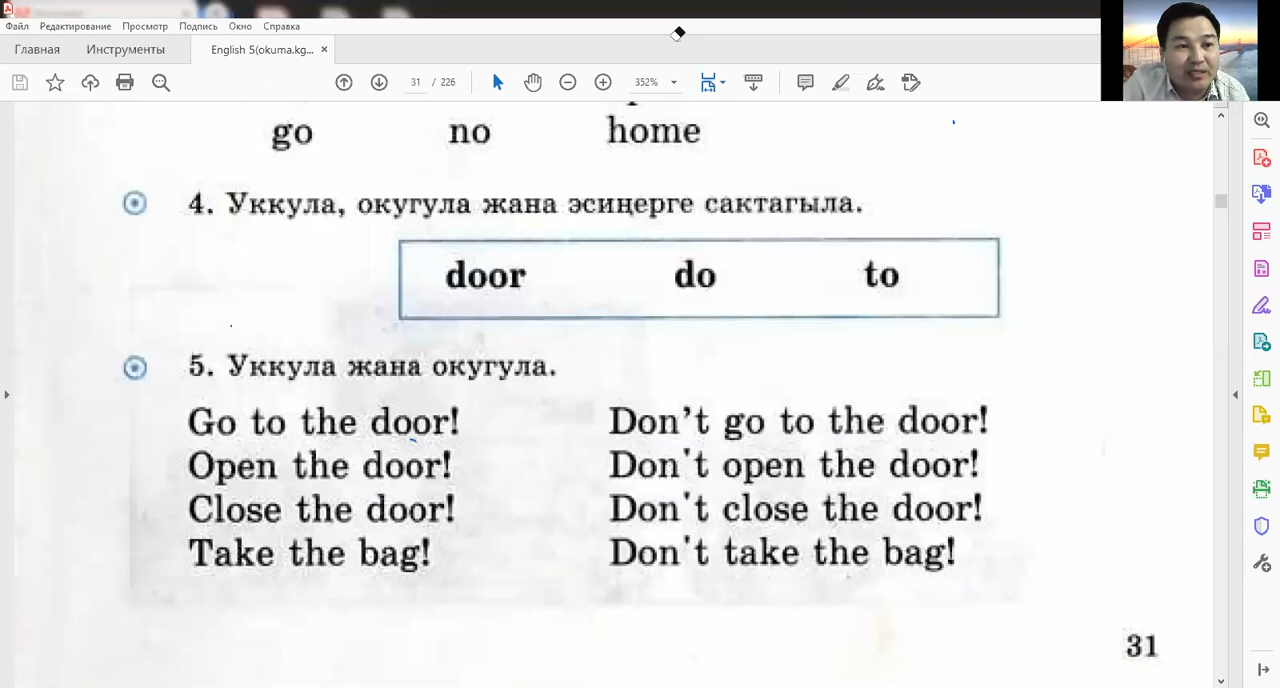 Файл Редактирование Просмотр Подпись Окно Справка
Главная Инструменты English 5(okuma.kg... ×
31 / 226 352%
go no home
4. Уккула, окугула жана эсиңерге сактагыла.
door do to
5. Уккула жана окугула.
Go to the door! Don't go to the door!
Open the door! Don't open the door!
Close the door! Don't close the door!
Take the bag! Don't take the bag!
31